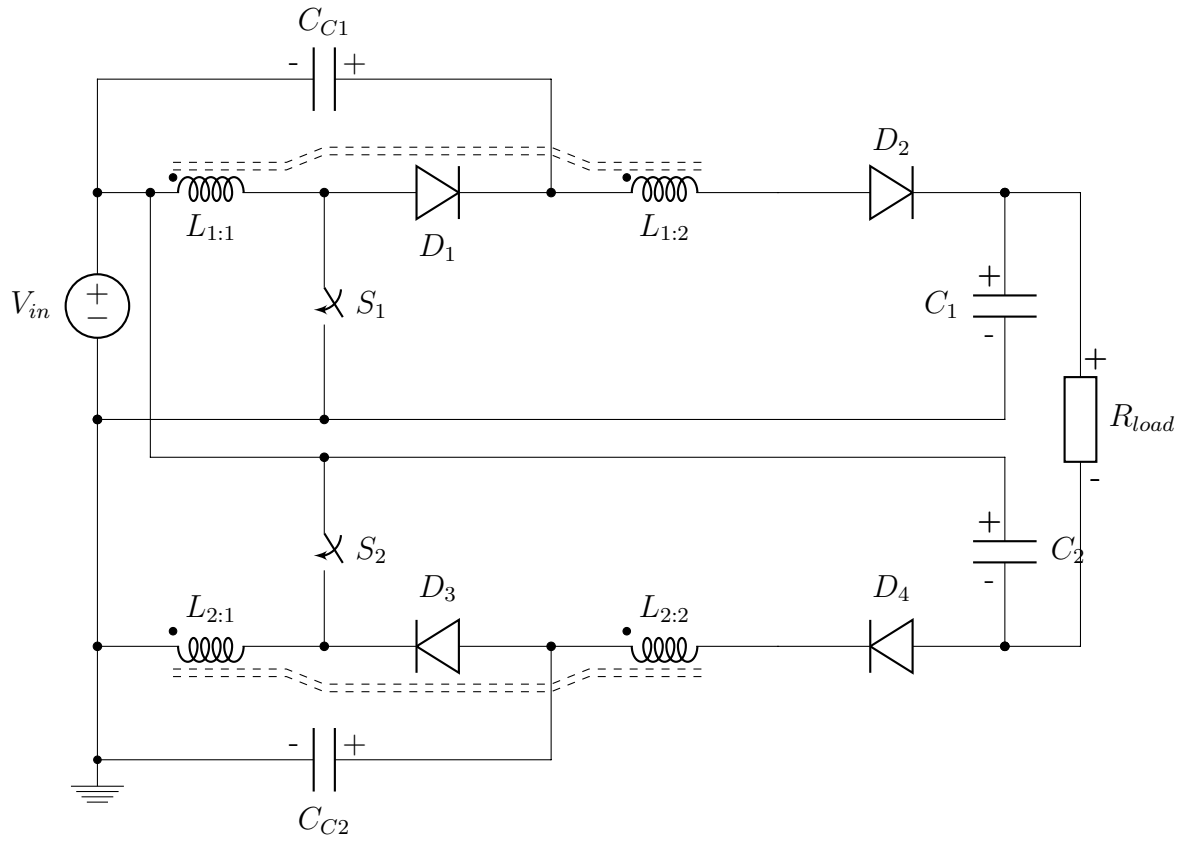 C_{C1}
- +
D_2
L_{1:1}
D_1
L_{1:2}
+
V_{in}
+
−
S_1
C_1
-
+
R_{load}
-
S_2
+
C_2
-
L_{2:1}
D_3
L_{2:2}
D_4
- +
C_{C2}